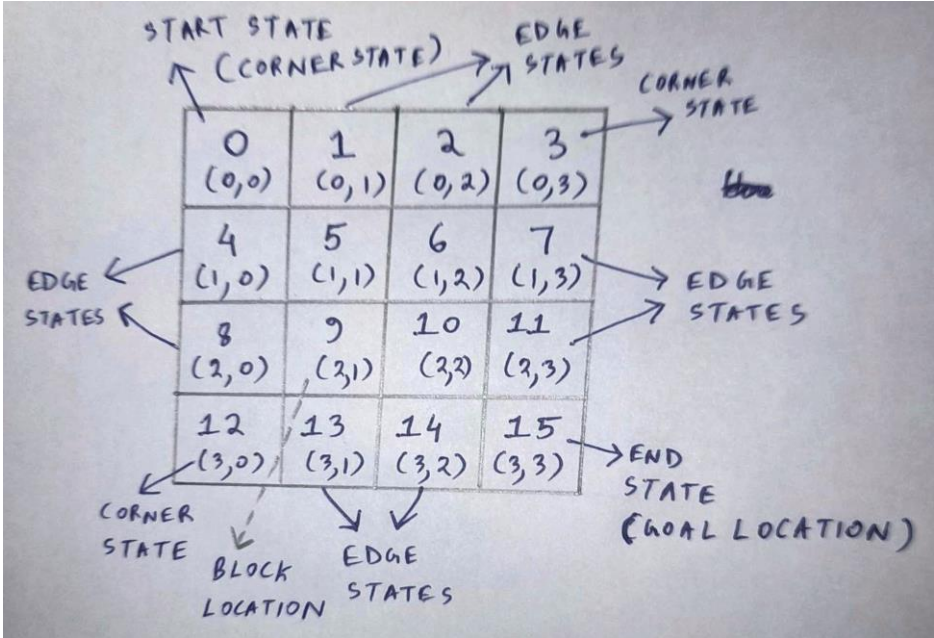 START STATE
(CORNER STATE)
EDGE
STATES
CORNER
STATE
0 1 2 3
(0,0) (0,1) (0,2) (0,3)
4 5 6 7
(1,0) (1,1) (1,2) (1,3)
EDGE
STATES
EDGE
STATES
8 9 10 11
(2,0) (2,1) (2,2) (2,3)
12 13 14 15
(3,0) (3,1) (3,2) (3,3)
END
STATE
(GOAL LOCATION)
CORNER
STATE
BLOCK
LOCATION
EDGE
STATES